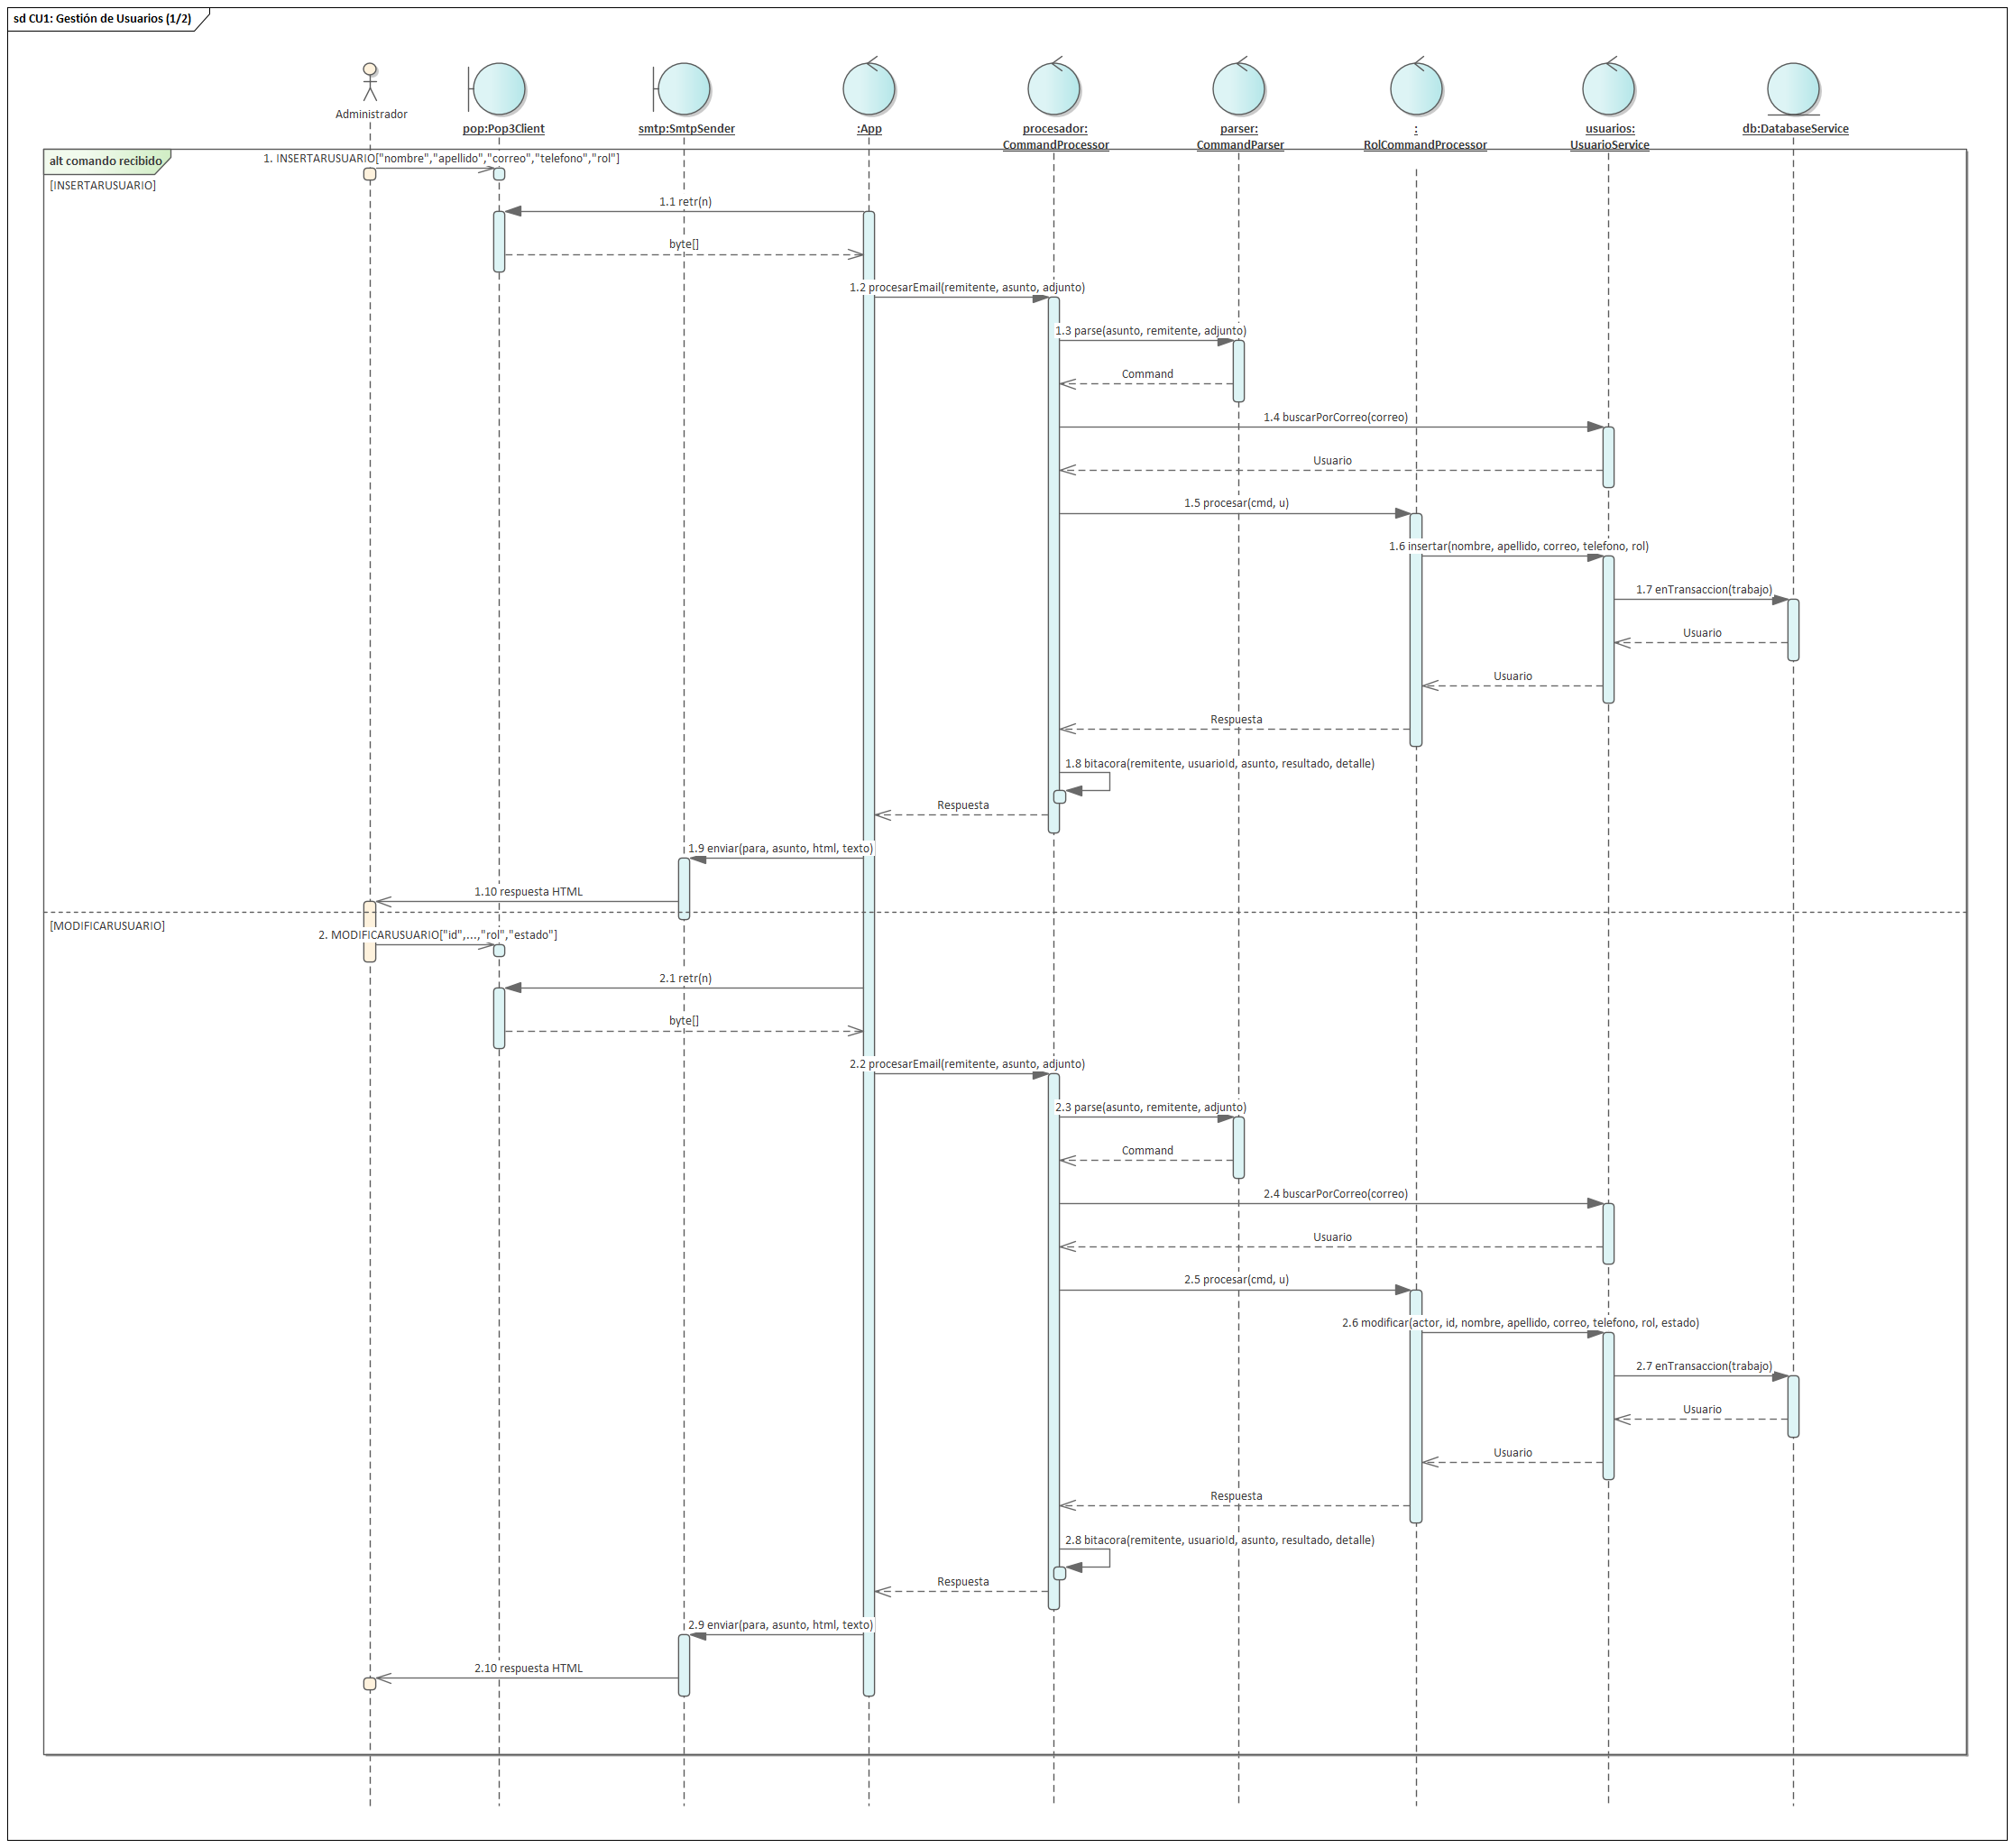 sd CU1: Gestión de Usuarios (1/2)
Administrador
pop:Pop3Client
smtp:SmtpSender
:App
procesador:
CommandProcessor
parser:
CommandParser
:
RolCommandProcessor
usuarios:
UsuarioService
db:DatabaseService
alt comando recibido
1. INSERTARUSUARIO["nombre","apellido","correo","telefono","rol"]
[INSERTARUSUARIO]
1.1 retr(n)
byte[]
1.2 procesarEmail(remitente, asunto, adjunto)
1.3 parse(asunto, remitente, adjunto)
Command
1.4 buscarPorCorreo(correo)
Usuario
1.5 procesar(cmd, u)
1.6 insertar(nombre, apellido, correo, telefono, rol)
1.7 enTransaccion(trabajo)
Usuario
Usuario
Respuesta
1.8 bitacora(remitente, usuarioId, asunto, resultado, detalle)
Respuesta
1.9 enviar(para, asunto, html, texto)
1.10 respuesta HTML
[MODIFICARUSUARIO]
2. MODIFICARUSUARIO["id",...,"rol","estado"]
2.1 retr(n)
byte[]
2.2 procesarEmail(remitente, asunto, adjunto)
2.3 parse(asunto, remitente, adjunto)
Command
2.4 buscarPorCorreo(correo)
Usuario
2.5 procesar(cmd, u)
2.6 modificar(actor, id, nombre, apellido, correo, telefono, rol, estado)
2.7 enTransaccion(trabajo)
Usuario
Usuario
Respuesta
2.8 bitacora(remitente, usuarioId, asunto, resultado, detalle)
Respuesta
2.9 enviar(para, asunto, html, texto)
2.10 respuesta HTML